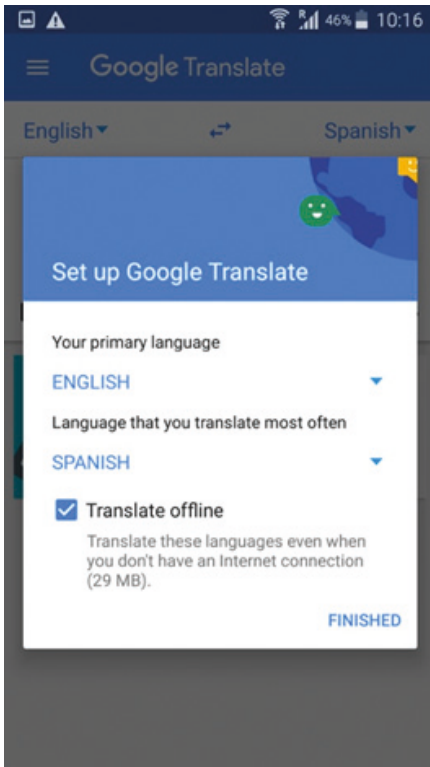 R 46% 10:16
Google Translate
English Spanish
Set up Google Translate
Your primary language
ENGLISH
Language that you translate most often
SPANISH
Translate offline
Translate these languages even when
you don't have an Internet connection
(29 MB).
FINISHED